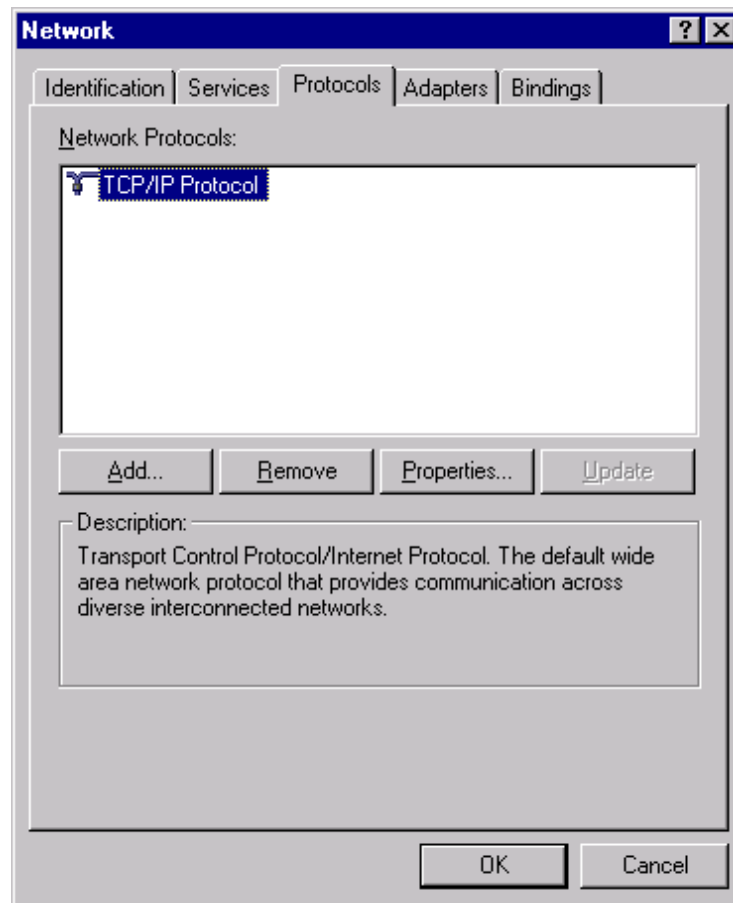 Network
Identification Services Protocols Adapters Bindings
Network Protocols:
TCP/IP Protocol
Add... Remove Properties... Update
Description:
Transport Control Protocol/Internet Protocol. The default wide
area network protocol that provides communication across
diverse interconnected networks.
OK Cancel